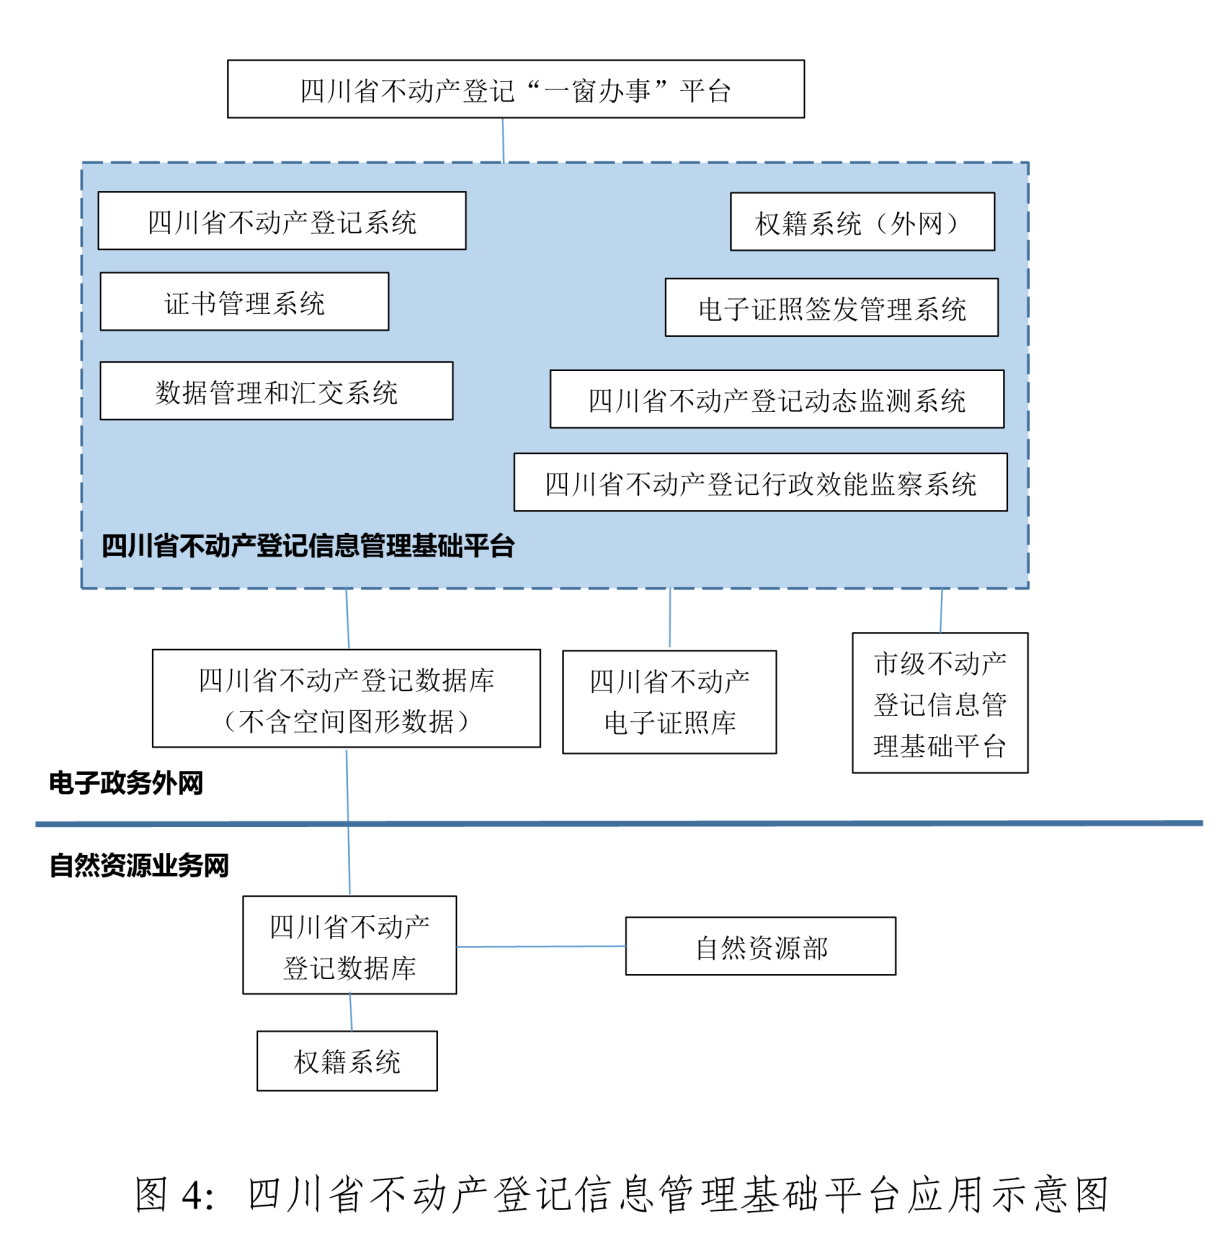 四川省不动产登记“一窗办事”平台
四川省不动产登记系统
权籍系统（外网）
证书管理系统
电子证照签发管理系统
数据管理和汇交系统
四川省不动产登记动态监测系统
四川省不动产登记行政效能监察系统
四川省不动产登记信息管理基础平台
四川省不动产登记数据库
（不含空间图形数据）
四川省不动产
电子证照库
市级不动产
登记信息管
理基础平台
电子政务外网
自然资源业务网
四川省不动产
登记数据库
自然资源部
权籍系统
图 4： 四川省不动产登记信息管理基础平台应用示意图